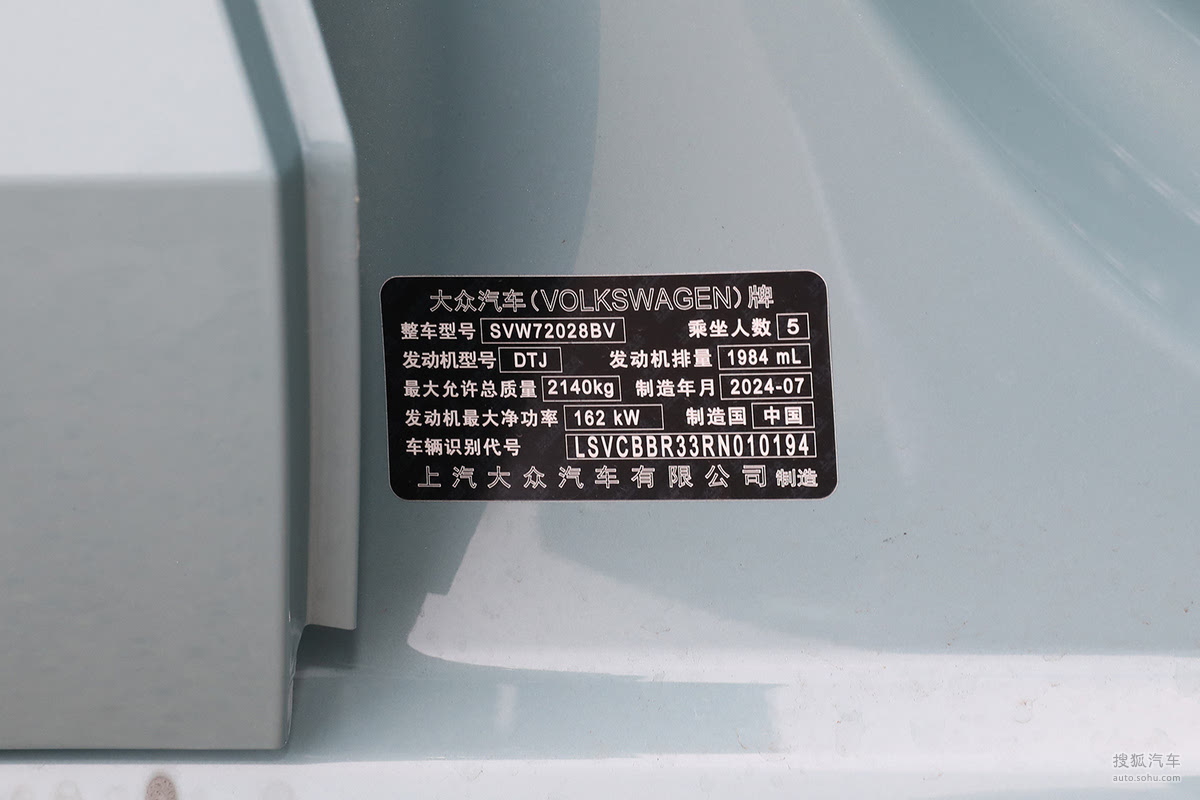 大众汽车(VOLKSWAGEN)牌
整车型号 SVW72028BV 乘坐人数 5
发动机型号 DTJ 发动机排量 1984 mL
最大允许总质量 2140kg 制造年月 2024-07
发动机最大净功率 162 kW 制造国 中国
车辆识别代号 LSVCBBR33RN010194
上汽大众汽车有限公司 制造
搜狐汽车
auto.sohu.com